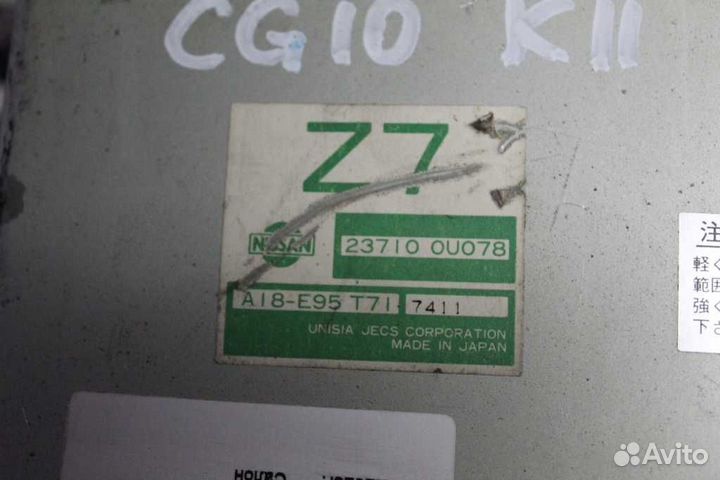 CG10 K11
Z7
NISSAN
23710 0U078
A18-E95 T71 7411
UNISIA JECS CORPORATION
MADE IN JAPAN
注
軽く
範囲
強く
下さ
Салон
Avito